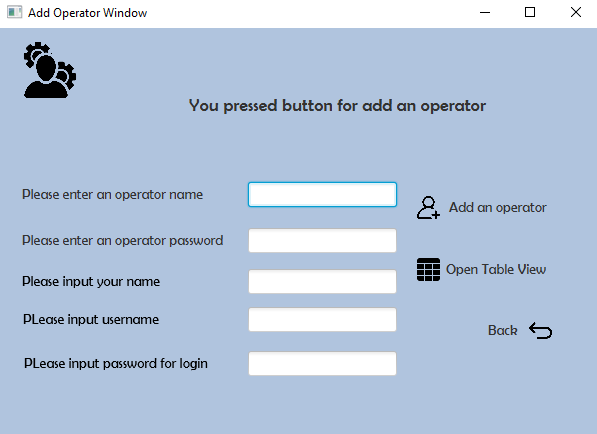 Add Operator Window
You pressed button for add an operator
Please enter an operator name
Add an operator
Please enter an operator password
Open Table View
Please input your name
PLease input username
Back
PLease input password for login